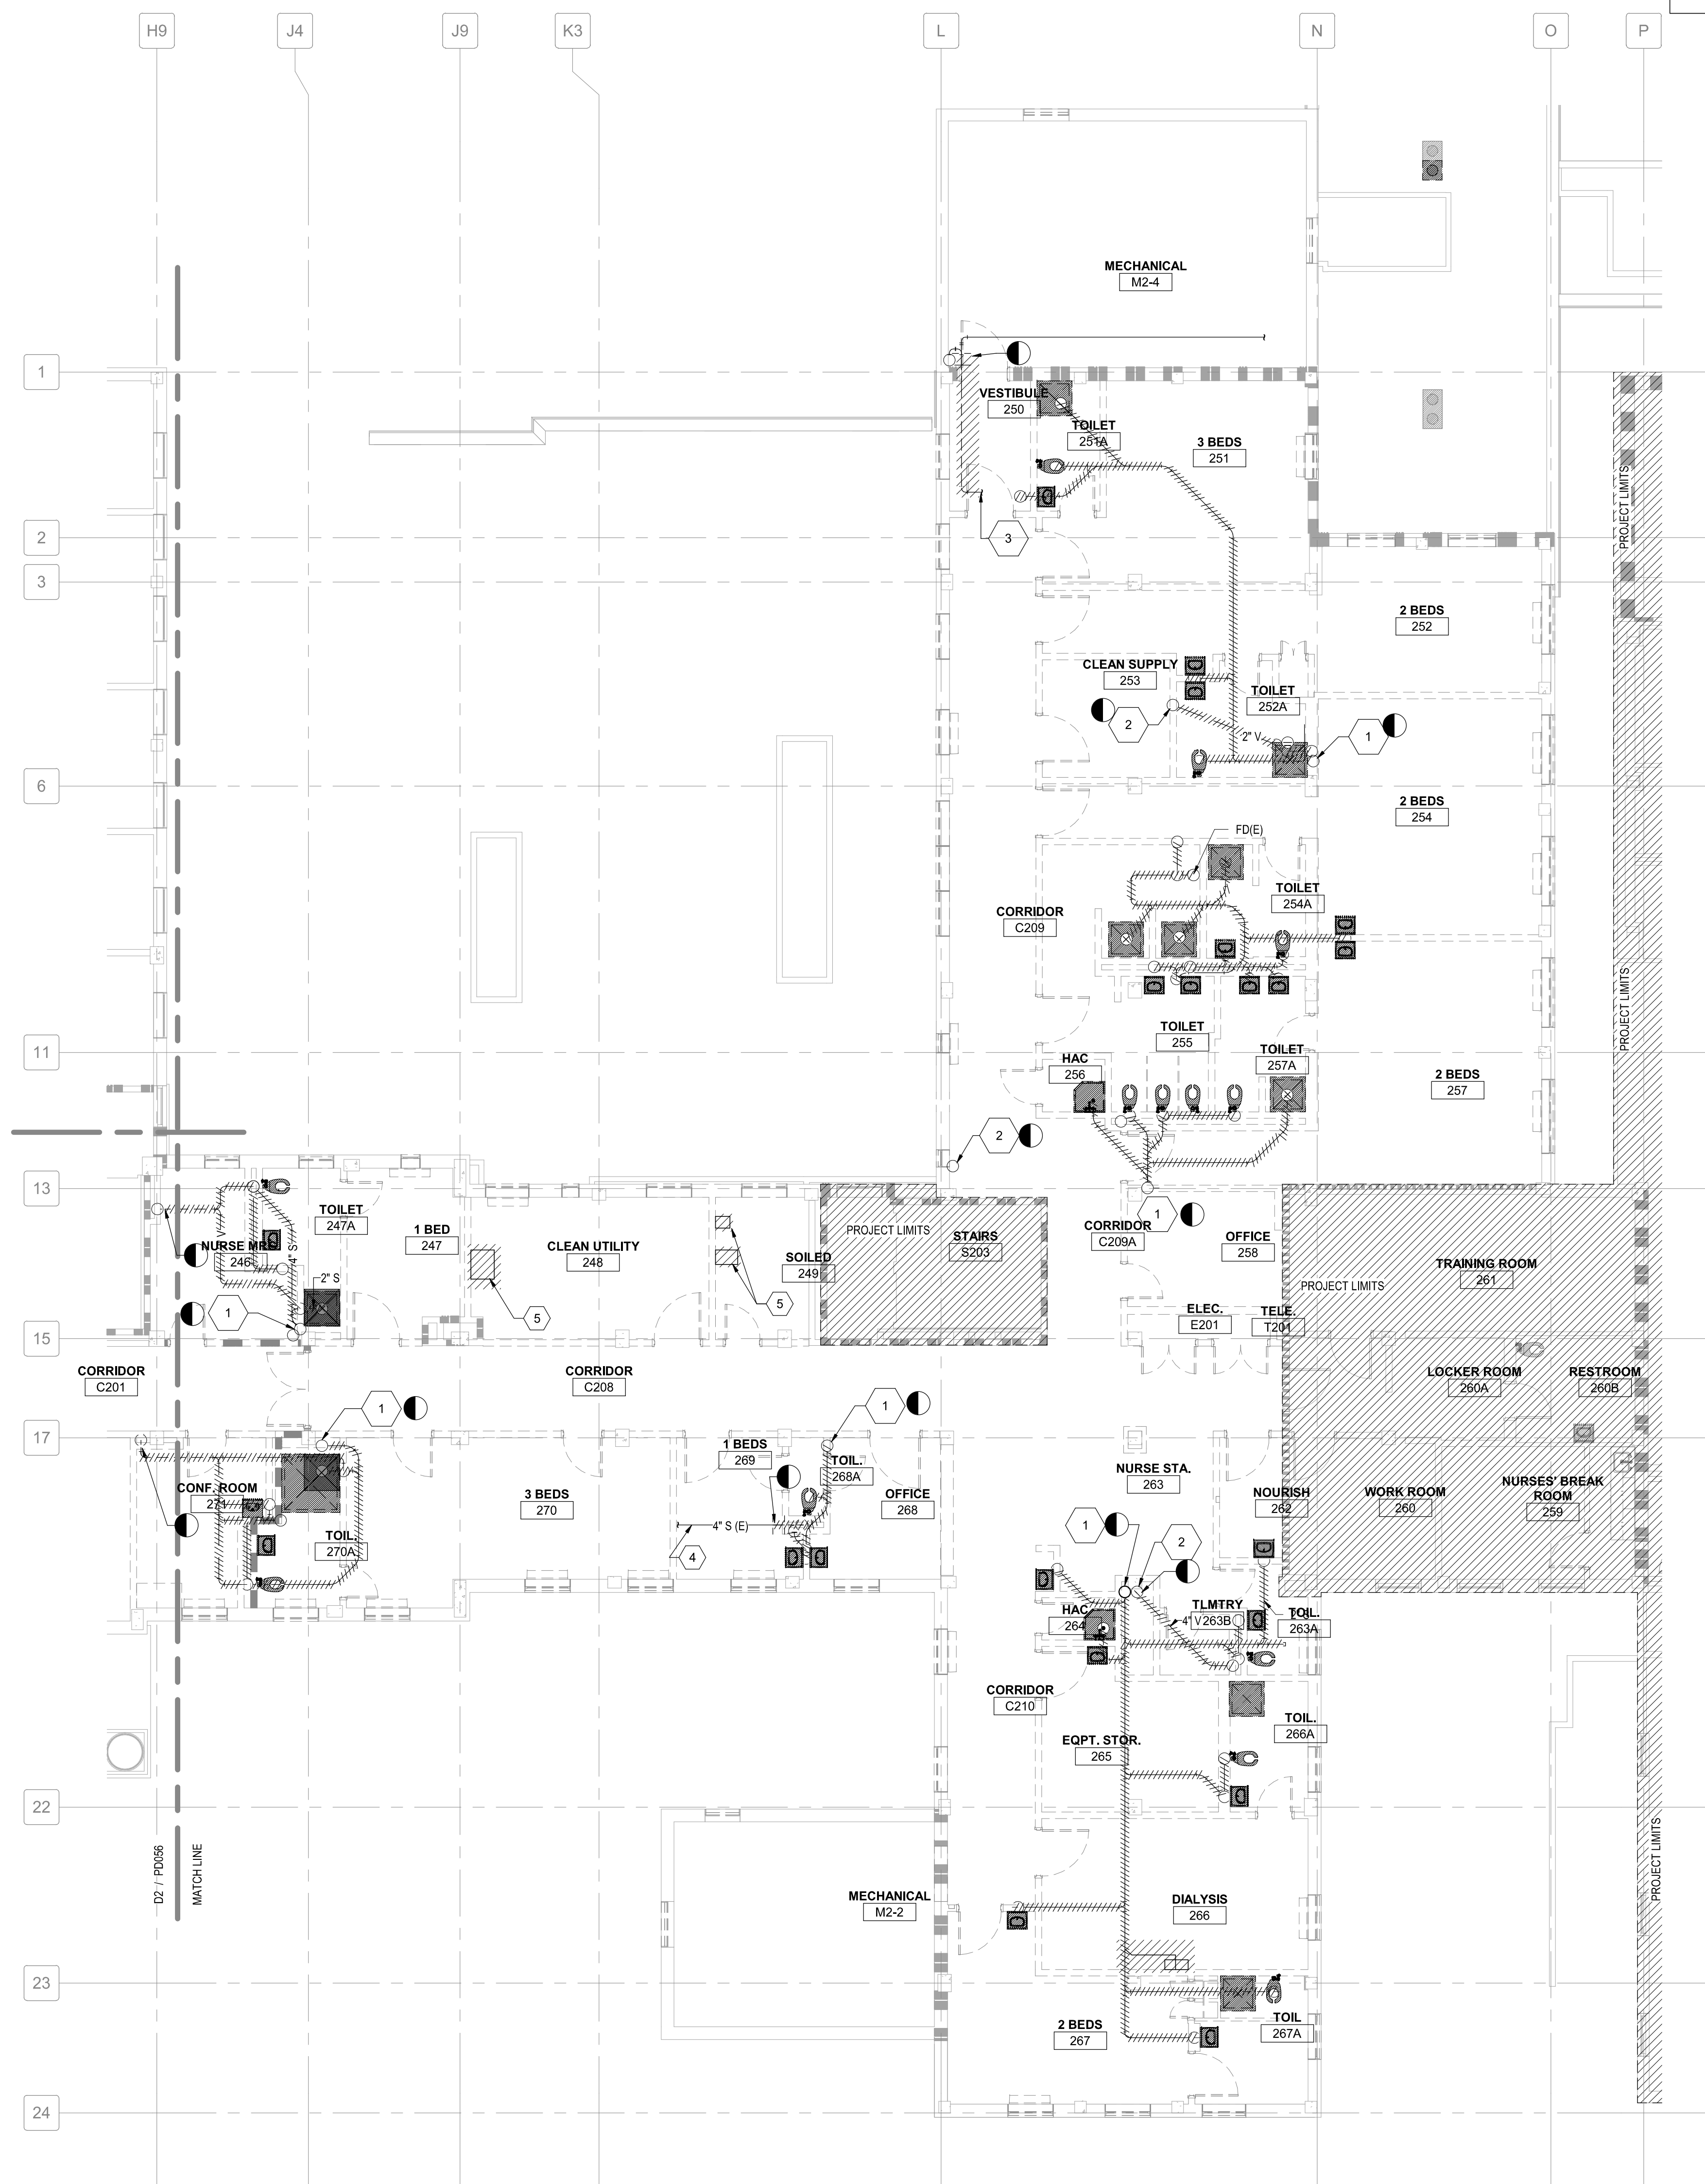 H9
J4
J9
K3
L
N
O
P
MECHANICAL
M2-4
1
VESTIBULE
250
TOILET
251A
3 BEDS
251
PROJECT LIMITS
2
3
3
2 BEDS
252
CLEAN SUPPLY
253
TOILET
252A
2
2" V
1
6
2 BEDS
254
FD(E)
TOILET
254A
CORRIDOR
C209
PROJECT LIMITS
11
TOILET
255
TOILET
257A
HAC
256
2 BEDS
257
2
13
TOILET
247A
1 BED
247
CLEAN UTILITY
248
SOILED
249
PROJECT LIMITS
STAIRS
S203
1
CORRIDOR
C209A
OFFICE
258
TRAINING ROOM
261
PROJECT LIMITS
V
NURSE MRG
246
4" S
2" S
1
5
5
ELEC.
E201
TELE.
T201
15
CORRIDOR
C201
CORRIDOR
C208
LOCKER ROOM
260A
RESTROOM
260B
1
1
17
1 BEDS
269
TOIL.
268A
NURSE STA.
263
CONF. ROOM
271
3 BEDS
270
OFFICE
268
NOURISH
262
WORK ROOM
260
NURSES' BREAK
ROOM
259
TOIL.
270A
4" S (E)
4
1
2
HAC
264
4" V
TLMTRY
263B
TOIL.
263A
CORRIDOR
C210
TOIL.
266A
EQPT. STOR.
265
22
D2 / PD056
MATCH LINE
PROJECT LIMITS
MECHANICAL
M2-2
DIALYSIS
266
23
2 BEDS
267
TOIL
267A
24